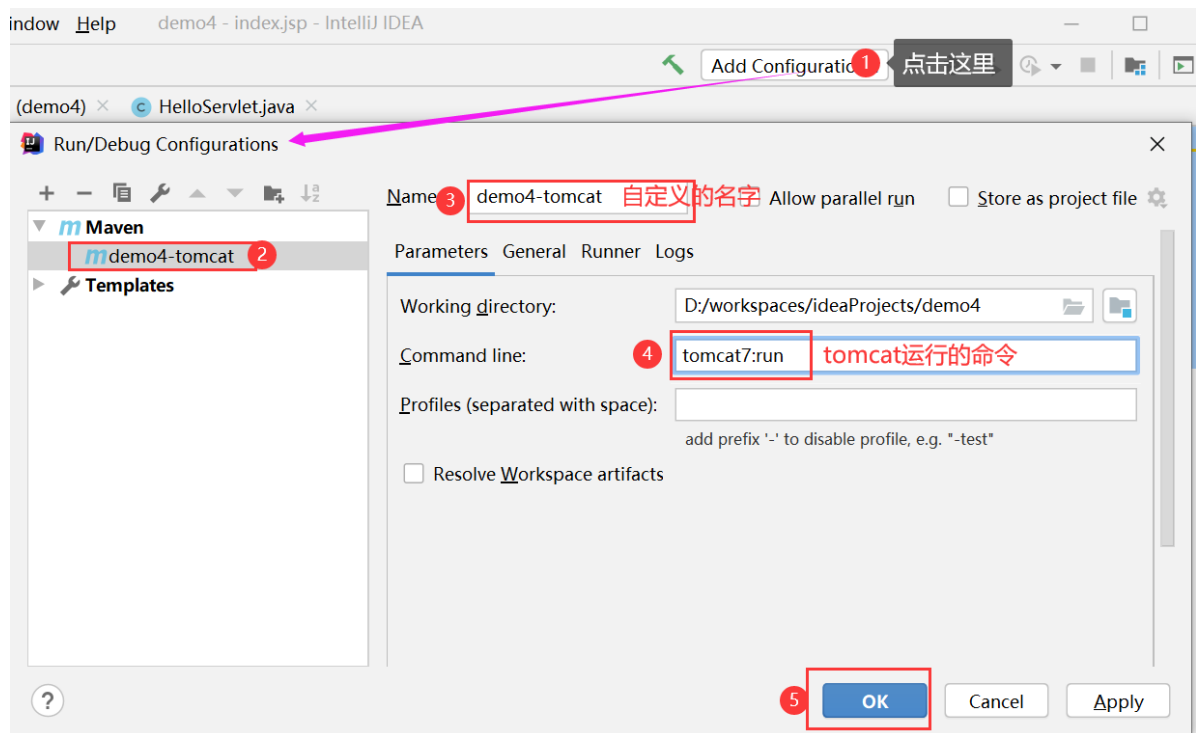 indow Help demo4 - index.jsp - IntelliJ IDEA
Add Configuratio 1 点击这里
(demo4) × C HelloServlet.java ×
Run/Debug Configurations
Name 3 demo4-tomcat 自定义的名字 Allow parallel run Store as project file
m Maven
m demo4-tomcat 2
Templates
Parameters General Runner Logs
Working directory: D:/workspaces/ideaProjects/demo4
Command line: 4 tomcat7:run tomcat运行的命令
Profiles (separated with space):
add prefix '-' to disable profile, e.g. "-test"
Resolve Workspace artifacts
? 5 OK Cancel Apply